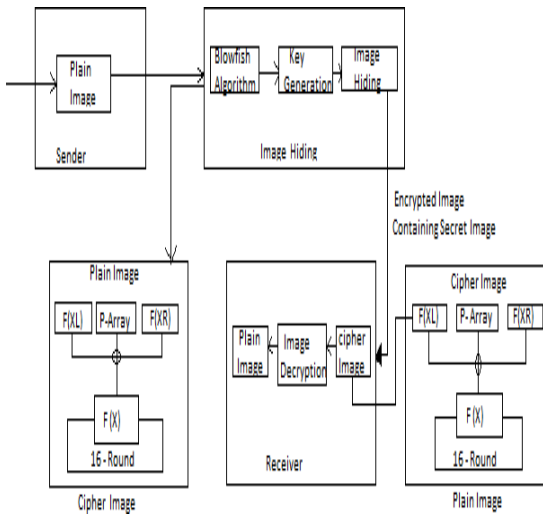 Plain
Image
Sender
Blowfish
Algorithm
Key
Generation
Image
Hiding
Image Hiding
Encrypted Image
Containing Secret Image
Plain Image
F(XL)
P-Array
F(XR)
F(X)
16 - Round
Cipher Image
Plain
Image
Image
Decryption
cipher
Image
Receiver
Cipher Image
F(XL)
P-Array
F(XR)
F(X)
16 - Round
Plain Image